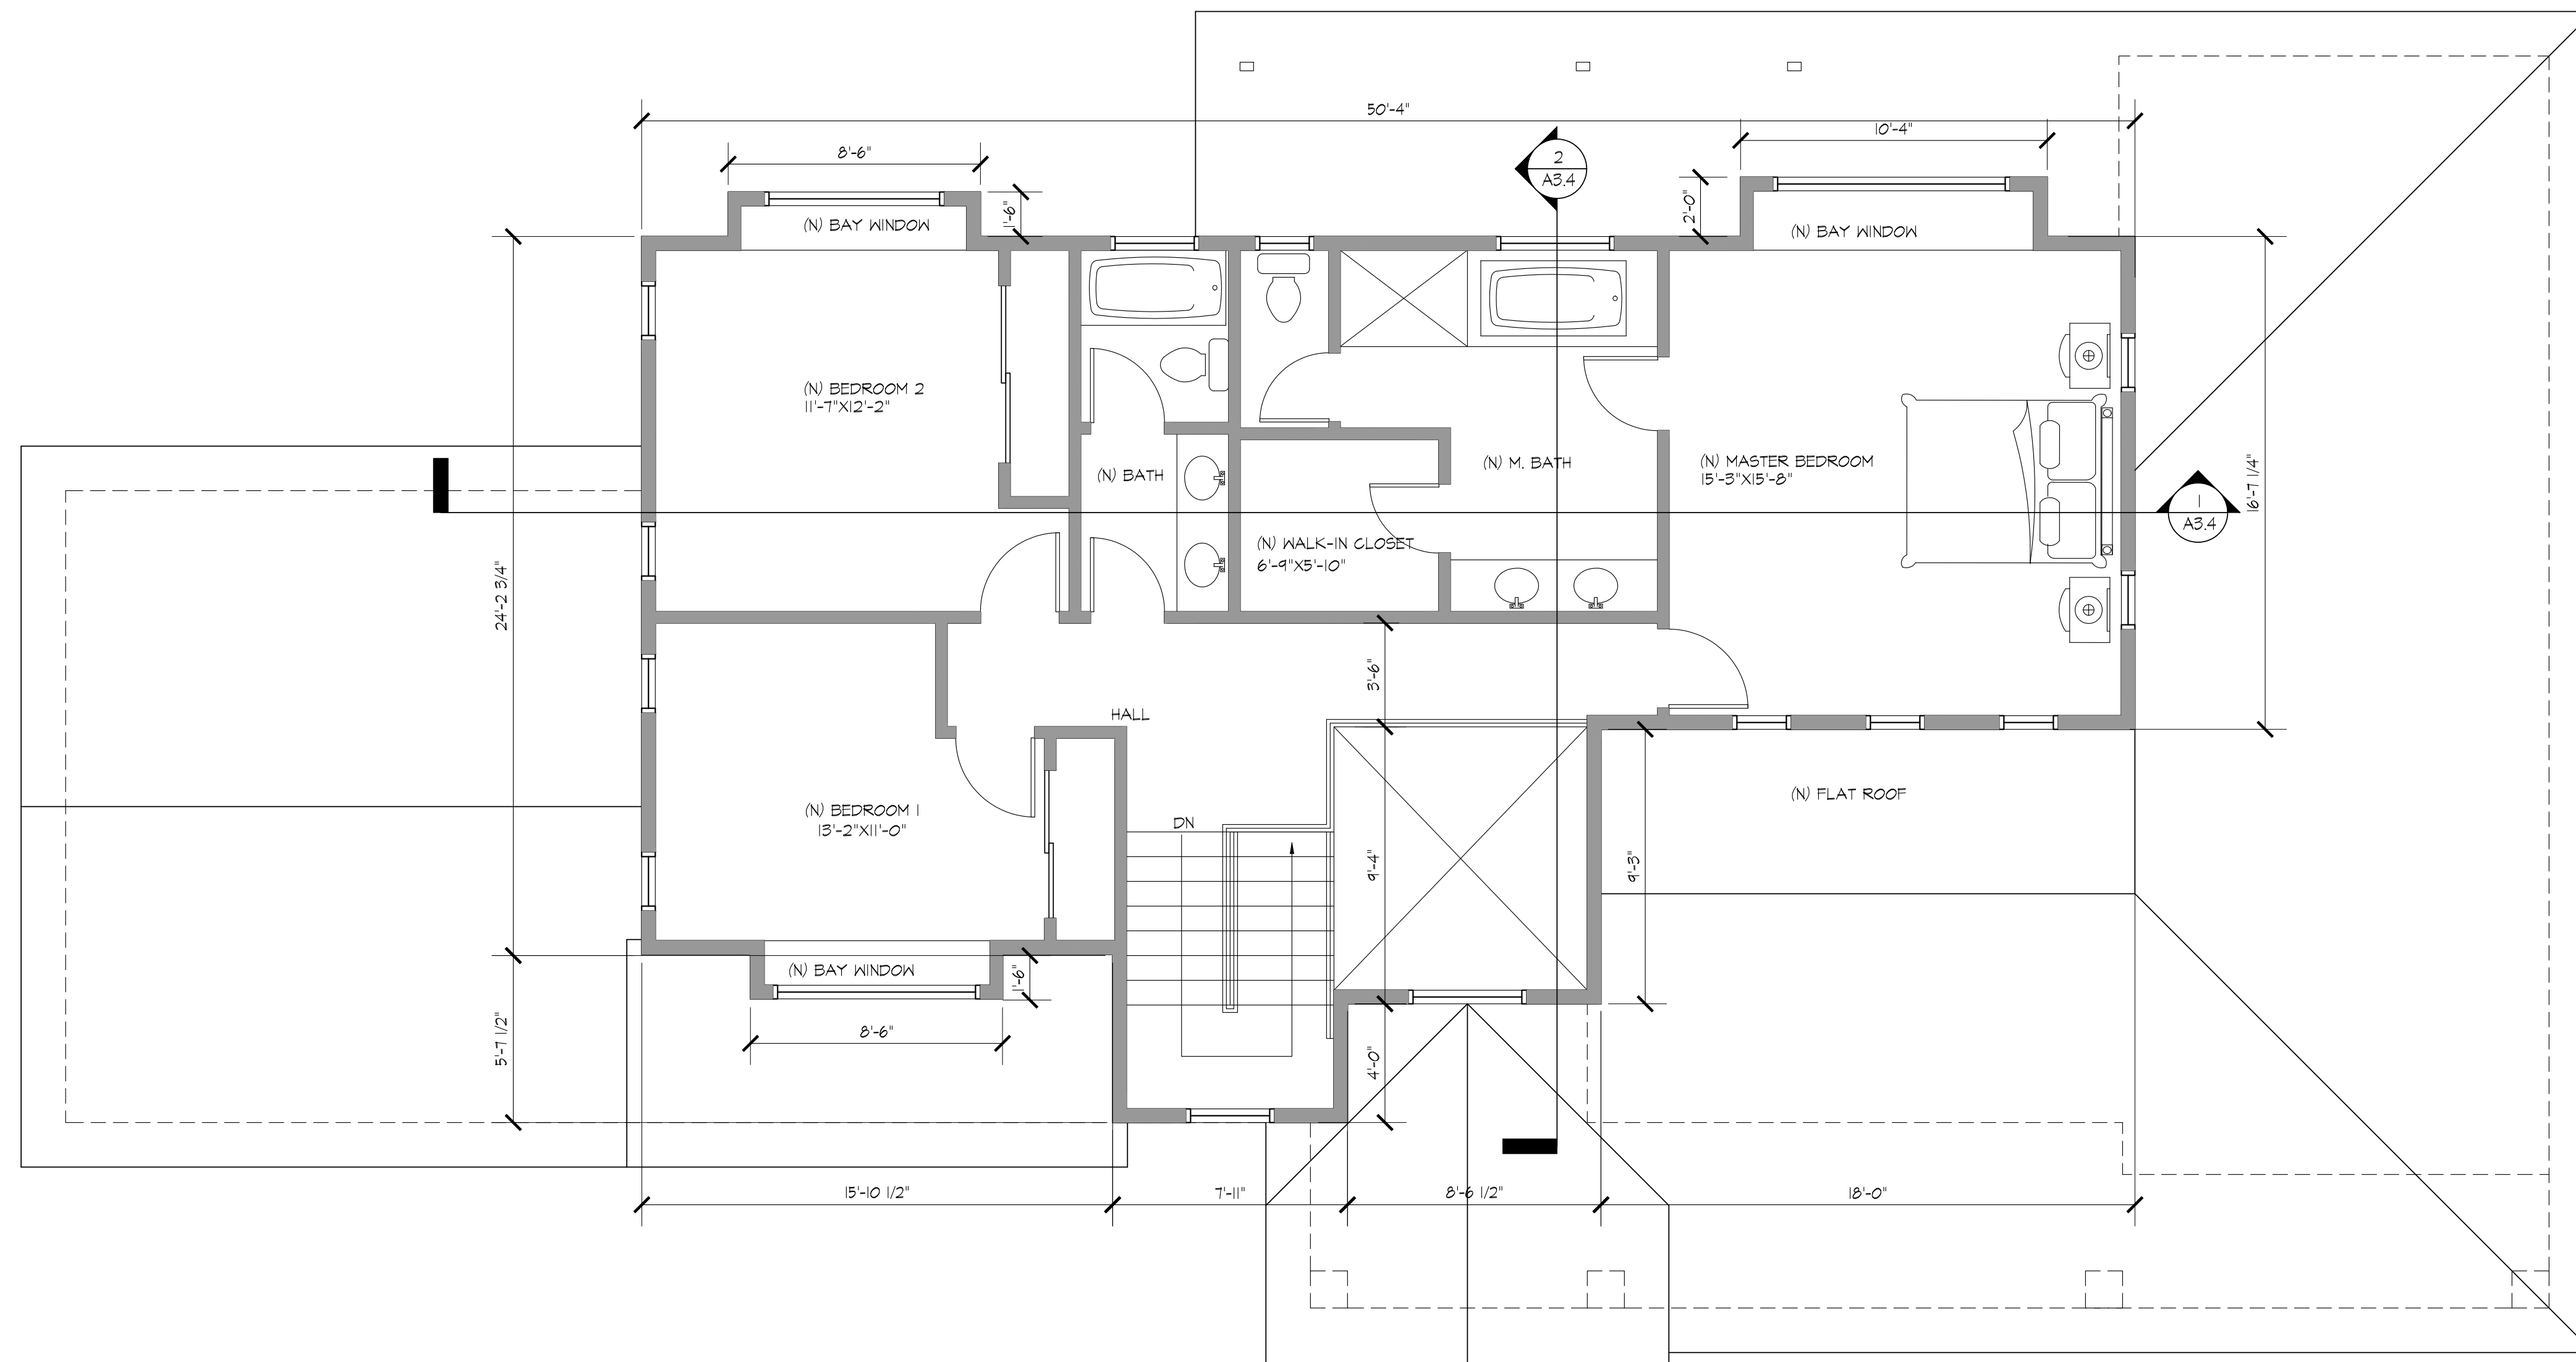 50'-4"
10'-4"
8'-6"
2
A3.4
1'-6"
2'-0"
(N) BAY WINDOW
(N) BAY WINDOW
(N) BEDROOM 2
11'-7"X12'-2"
(N) BATH
(N) M. BATH
(N) MASTER BEDROOM
15'-3"X15'-8"
16'-7 1/4"
1
A3.4
(N) WALK-IN CLOSET
6'-9"X5'-10"
24'-2 3/4"
3'-6"
HALL
(N) BEDROOM 1
13'-2"X11'-0"
DN
(N) FLAT ROOF
9'-4"
9'-3"
(N) BAY WINDOW
1'-6"
8'-6"
5'-7 1/2"
4'-0"
15'-10 1/2"
7'-11"
8'-6 1/2"
18'-0"